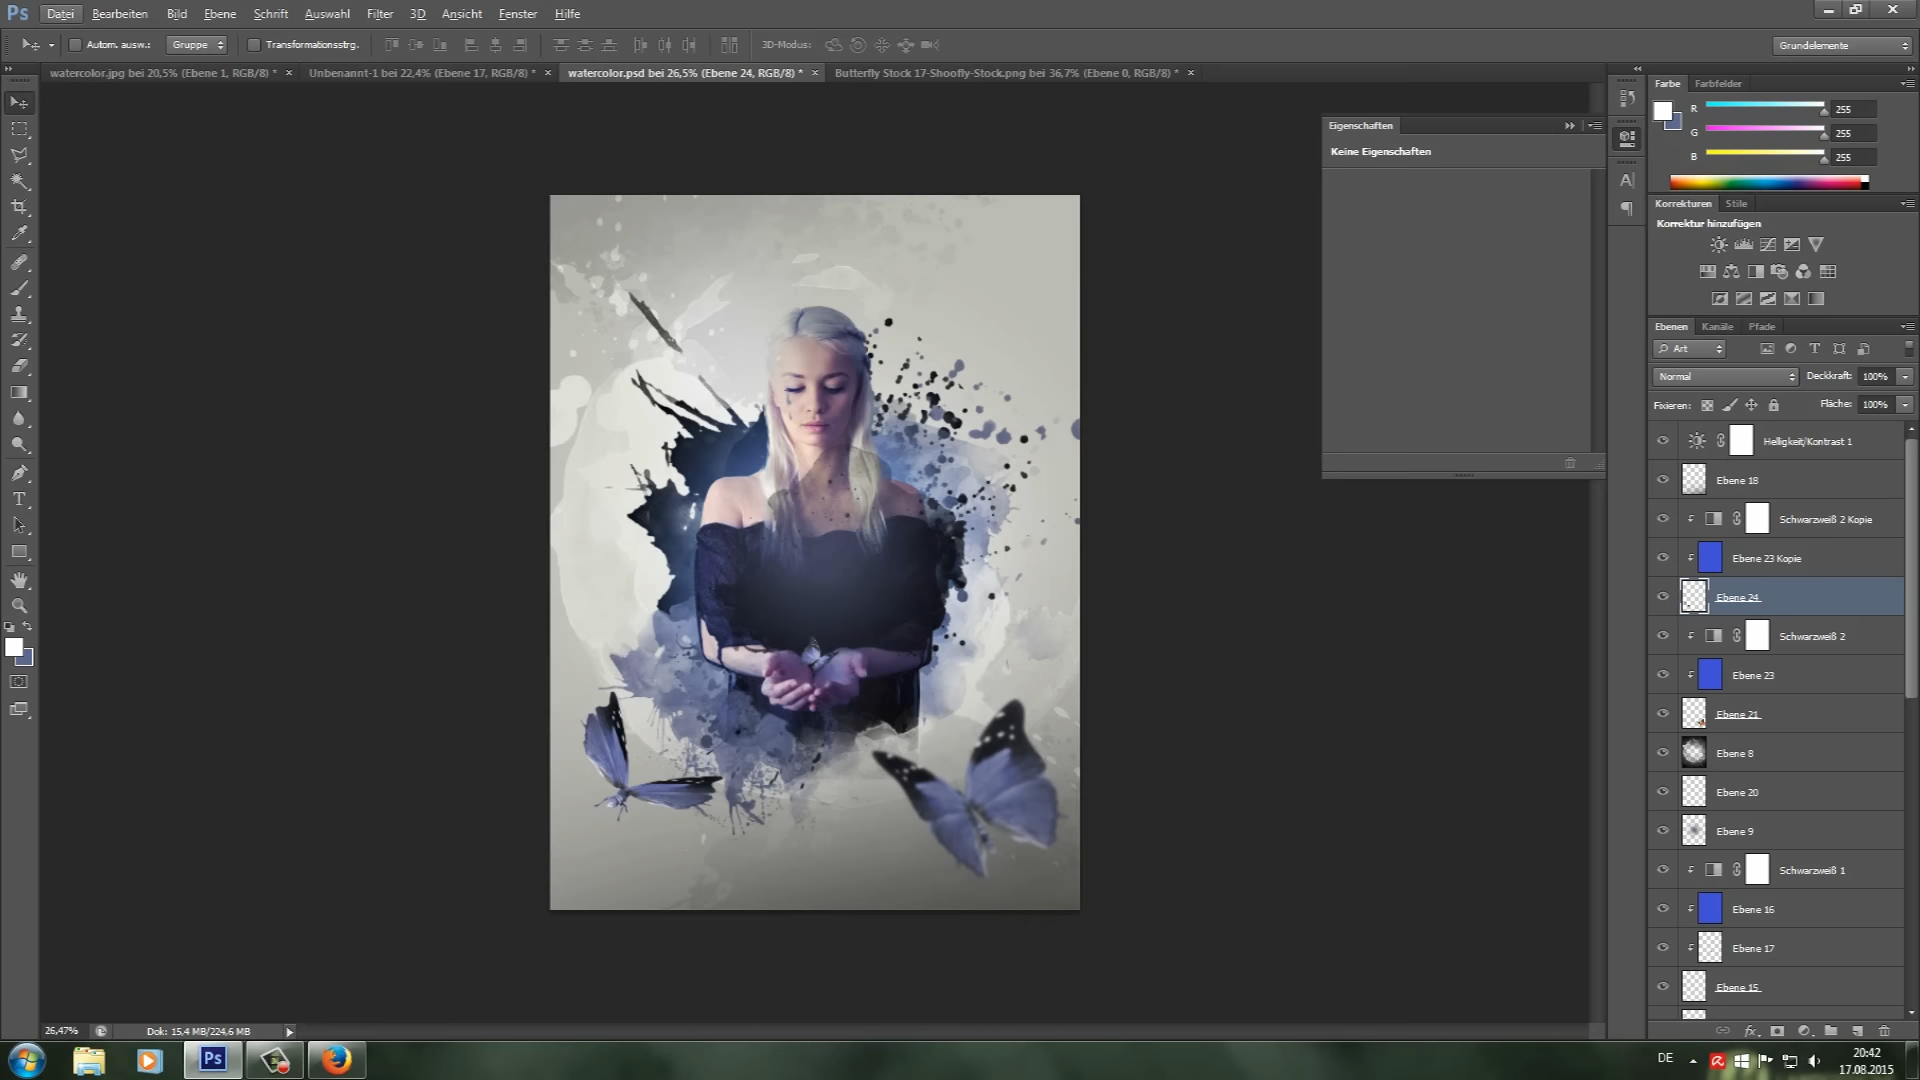 Ps Datei Bearbeiten Bild Ebene Schrift Auswahl Filter 3D Ansicht Fenster Hilfe
Autom. ausw.: Gruppe Transformationsstrg. 3D-Modus: Grundelemente
watercolor.jpg bei 20,5% (Ebene 1, RGB/8) * × Unbenannt-1 bei 22,4% (Ebene 17, RGB/8) * × watercolor.psd bei 26,5% (Ebene 24, RGB/8) * × Butterfly Stock 17-Shoofly-Stock.png bei 36,7% (Ebene 0, RGB/8) * ×
Eigenschaften
Keine Eigenschaften
Farbe Farbfelder
R 255
G 255
B 255
Korrekturen Stile
Korrektur hinzufügen
Ebenen Kanäle Pfade
Art
Normal Deckkraft: 100%
Fixieren: Fläche: 100%
Helligkeit/Kontrast 1
Ebene 18
Schwarzweiß 2 Kopie
Ebene 23 Kopie
Ebene 24
Schwarzweiß 2
Ebene 23
Ebene 21
Ebene 8
Ebene 20
Ebene 9
Schwarzweiß 1
Ebene 16
Ebene 17
Ebene 15
26,47% Dok: 15,4 MB/224,6 MB
Ps
DE
20:42
17.08.2015